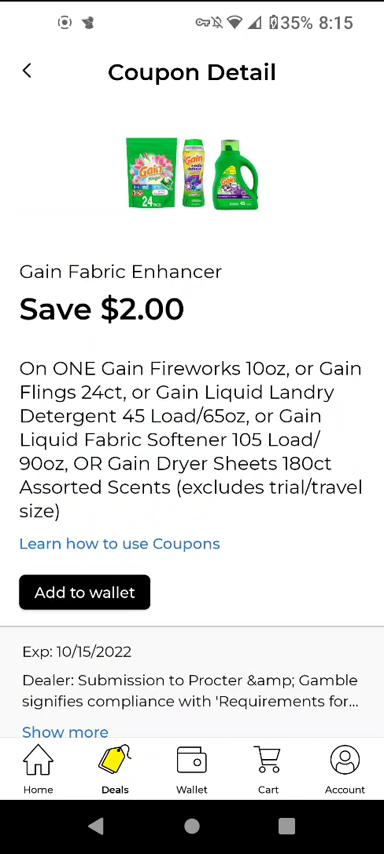 35% 8:15
Coupon Detail
Gain
Gain
Gain
24
Gain Fabric Enhancer
Save $2.00
On ONE Gain Fireworks 10oz, or Gain
Flings 24ct, or Gain Liquid Landry
Detergent 45 Load/65oz, or Gain
Liquid Fabric Softener 105 Load/
90oz, OR Gain Dryer Sheets 180ct
Assorted Scents (excludes trial/travel
size)
Learn how to use Coupons
Add to wallet
Exp: 10/15/2022
Dealer: Submission to Procter &amp; Gamble
signifies compliance with 'Requirements for...
Show more
Home Deals Wallet Cart Account